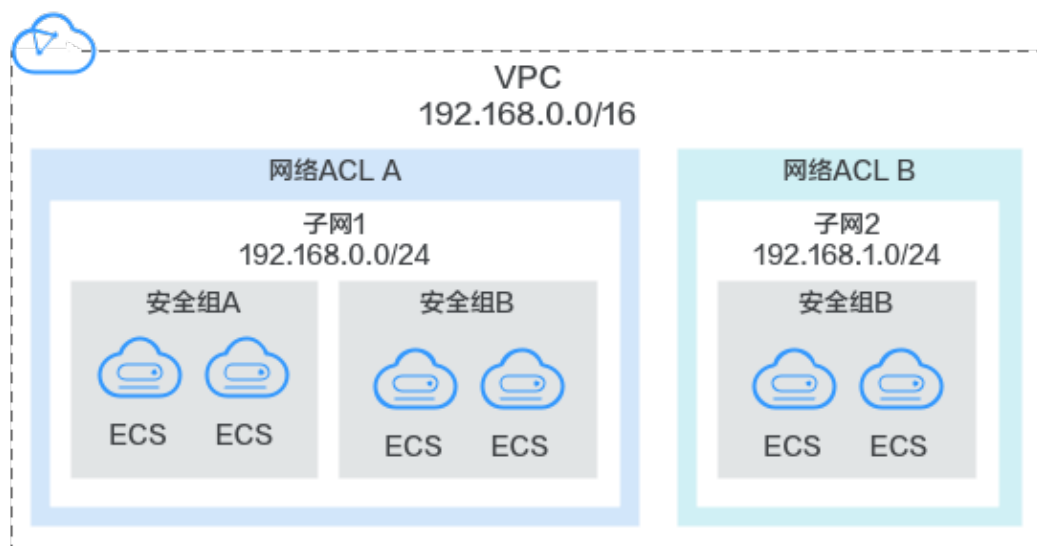 VPC
192.168.0.0/16
网络ACL A
子网1
192.168.0.0/24
安全组A
ECS
ECS
安全组B
ECS
ECS
网络ACL B
子网2
192.168.1.0/24
安全组B
ECS
ECS